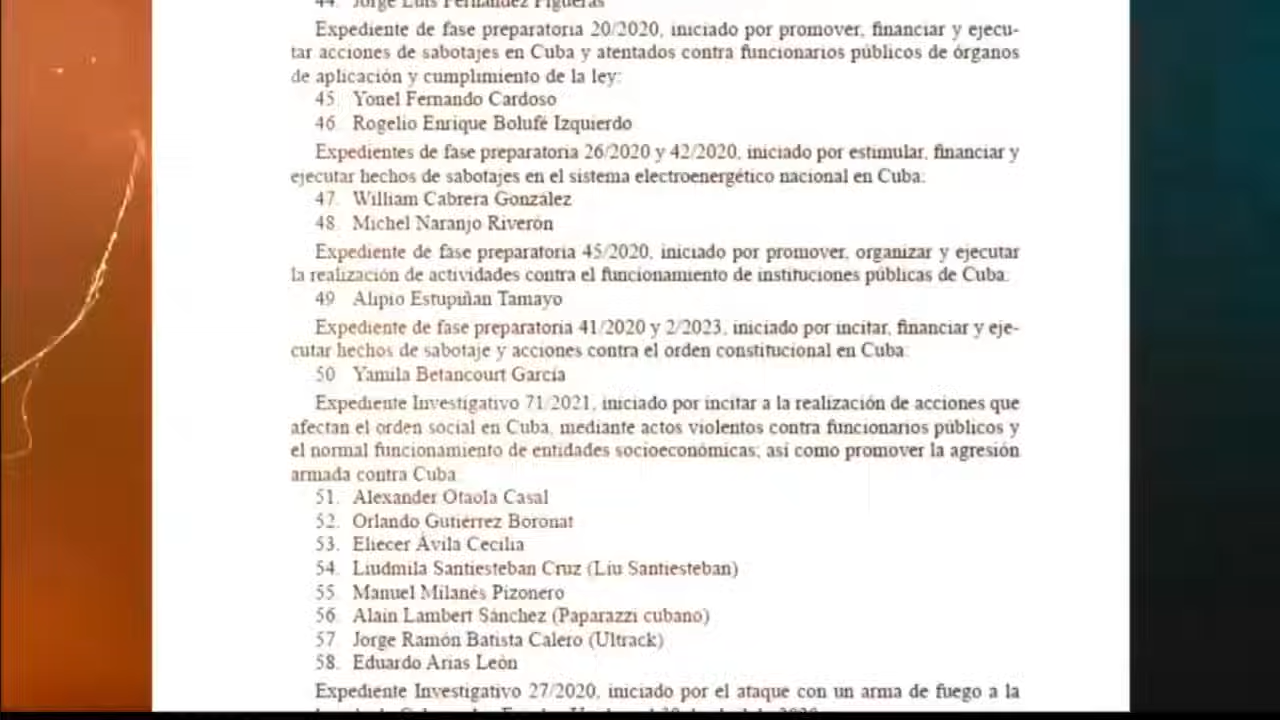 44. Jorge Luis Fernández Figueras
Expediente de fase preparatoria 20/2020, iniciado por promover, financiar y ejecu-
tar acciones de sabotajes en Cuba y atentados contra funcionarios públicos de órganos
de aplicación y cumplimiento de la ley:
45. Yonel Fernando Cardoso
46. Rogelio Enrique Bolufé Izquierdo
Expedientes de fase preparatoria 26/2020 y 42/2020, iniciado por estimular, financiar y
ejecutar hechos de sabotajes en el sistema electroenergético nacional en Cuba:
47. William Cabrera González
48. Michel Naranjo Riverón
Expediente de fase preparatoria 45/2020, iniciado por promover, organizar y ejecutar
la realización de actividades contra el funcionamiento de instituciones públicas de Cuba:
49. Alipio Estupiñan Tamayo
Expediente de fase preparatoria 41/2020 y 2/2023, iniciado por incitar, financiar y eje-
cutar hechos de sabotaje y acciones contra el orden constitucional en Cuba:
50. Yamila Betancourt García
Expediente Investigativo 71/2021, iniciado por incitar a la realización de acciones que
afectan el orden social en Cuba, mediante actos violentos contra funcionarios públicos y
el normal funcionamiento de entidades socioeconómicas; así como promover la agresión
armada contra Cuba:
51. Alexander Otaola Casal
52. Orlando Gutiérrez Boronat
53. Eliecer Ávila Cecilia
54. Liudmila Santiesteban Cruz (Liu Santiesteban)
55. Manuel Milanés Pizonero
56. Alain Lambert Sánchez (Paparazzi cubano)
57. Jorge Ramón Batista Calero (Ultrack)
58. Eduardo Arias León
Expediente Investigativo 27/2020, iniciado por el ataque con un arma de fuego a la